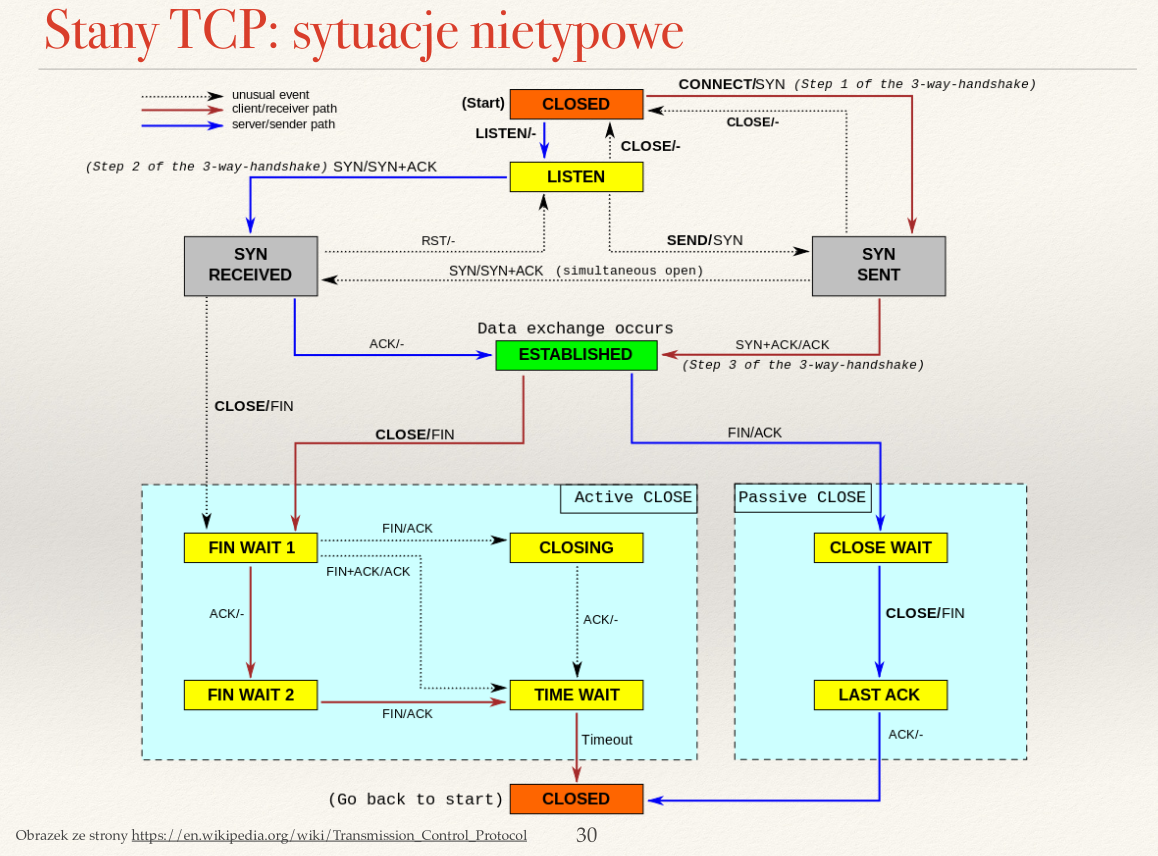 Stany TCP: sytuacje nietypowe
unusual event
client/receiver path
server/sender path
(Start)
CLOSED
CONNECT/SYN (Step 1 of the 3-way-handshake)
CLOSE/-
LISTEN/-
CLOSE/-
(Step 2 of the 3-way-handshake) SYN/SYN+ACK
LISTEN
SYN
RECEIVED
RST/-
SEND/SYN
SYN
SENT
SYN/SYN+ACK (simultaneous open)
Data exchange occurs
ACK/-
ESTABLISHED
SYN+ACK/ACK
(Step 3 of the 3-way-handshake)
CLOSE/FIN
CLOSE/FIN
FIN/ACK
Active CLOSE
Passive CLOSE
FIN WAIT 1
FIN/ACK
CLOSING
CLOSE WAIT
FIN+ACK/ACK
ACK/-
ACK/-
CLOSE/FIN
FIN WAIT 2
FIN/ACK
TIME WAIT
LAST ACK
Timeout
ACK/-
(Go back to start)
CLOSED
Obrazek ze strony https://en.wikipedia.org/wiki/Transmission_Control_Protocol
30